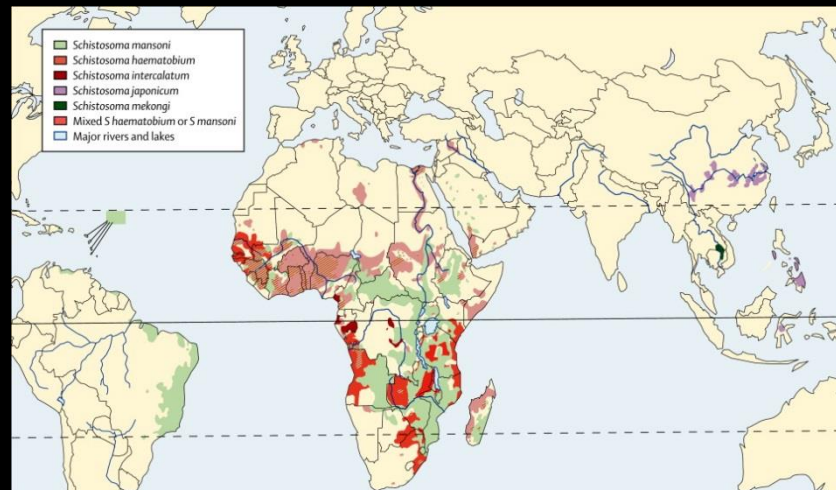 Schistosoma mansoni
Schistosoma haematobium
Schistosoma intercalatum
Schistosoma japonicum
Schistosoma mekongi
Mixed S haematobium or S mansoni
Major rivers and lakes